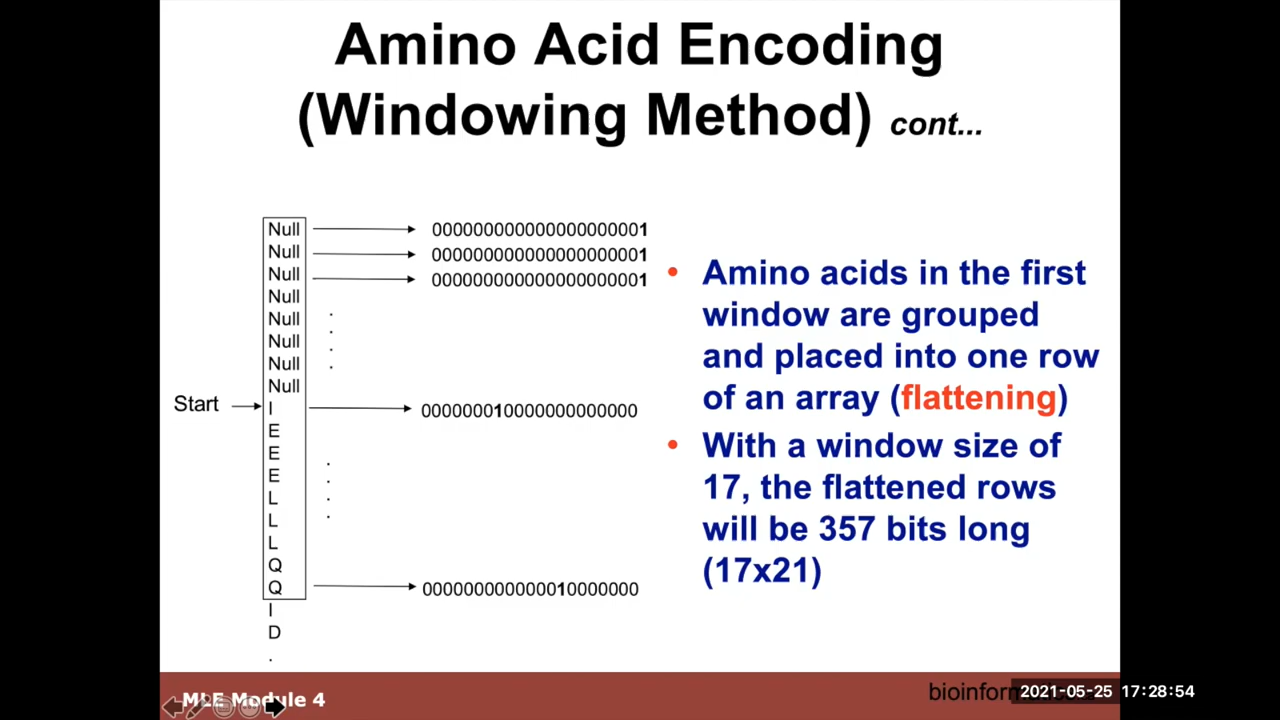 Amino Acid Encoding
(Windowing Method) cont...
Null 000000000000000000001
Null 000000000000000000001
Null 000000000000000000001
Null
Null .
Null .
Null .
Null .
Start I 000000010000000000000
E
E
E .
L .
L .
L .
Q
Q 000000000000010000000
I
D
.
• Amino acids in the first
window are grouped
and placed into one row
of an array (flattening)
• With a window size of
17, the flattened rows
will be 357 bits long
(17x21)
MLE Module 4
2021-05-25 17:28:54